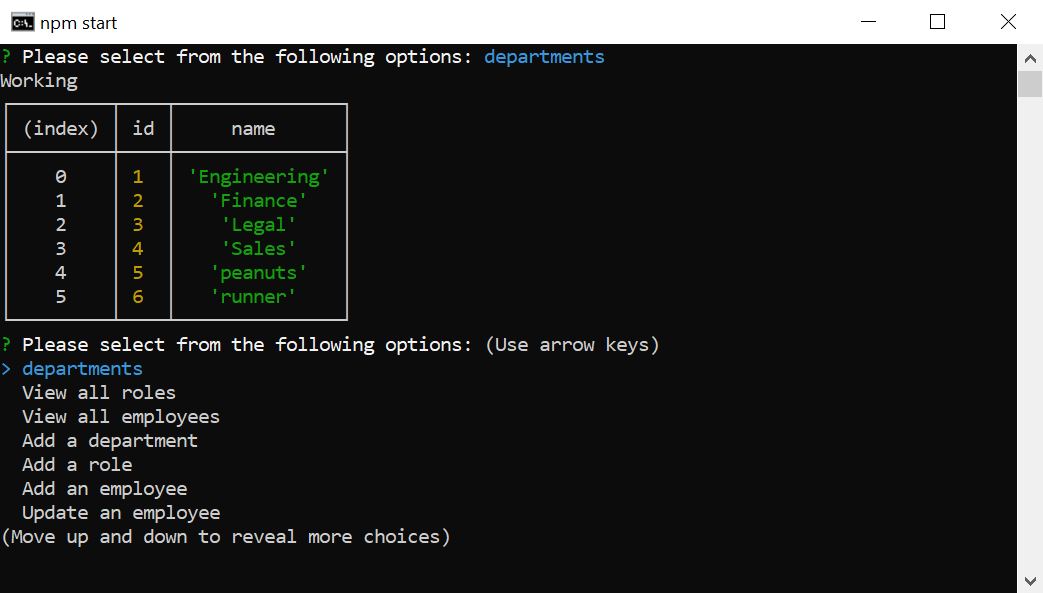 npm start
? Please select from the following options: departments
Working
(index) id name
0 1 'Engineering'
1 2 'Finance'
2 3 'Legal'
3 4 'Sales'
4 5 'peanuts'
5 6 'runner'
? Please select from the following options: (Use arrow keys)
> departments
View all roles
View all employees
Add a department
Add a role
Add an employee
Update an employee
(Move up and down to reveal more choices)